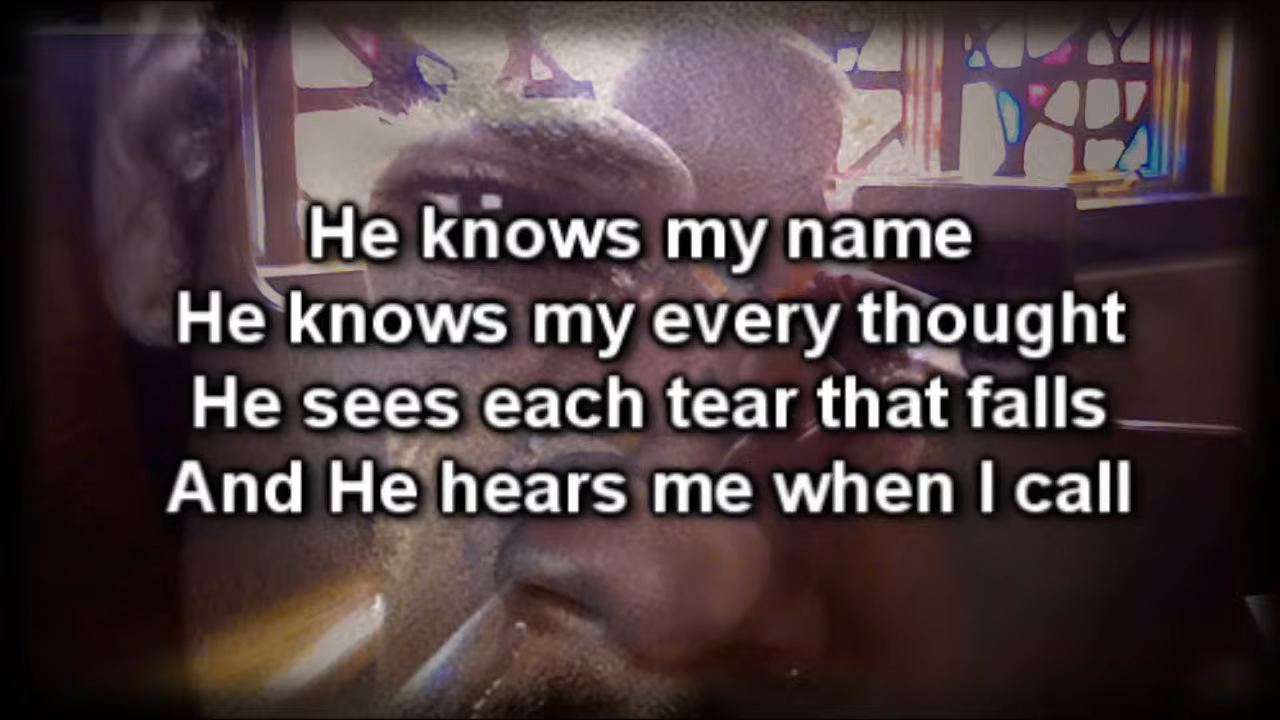 He knows my name
He knows my every thought
He sees each tear that falls
And He hears me when I call